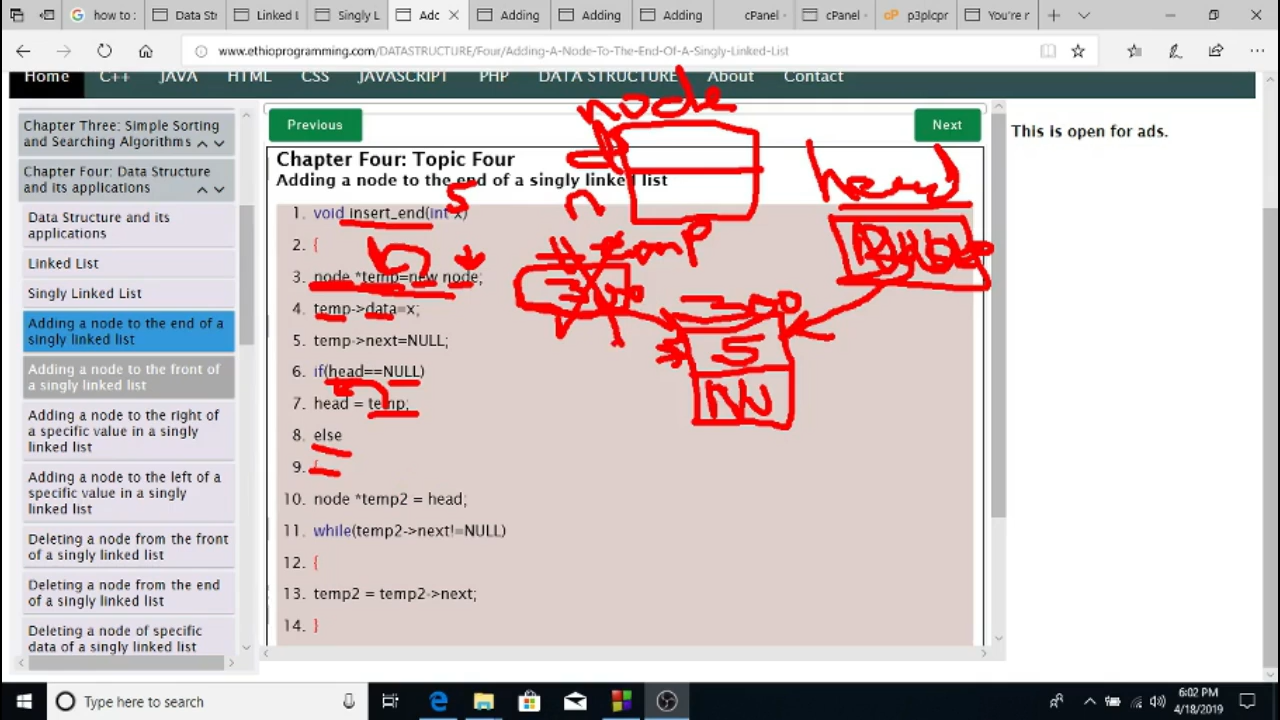 how to :
Data Str
Linked L
Singly L
Adc
Adding
Adding
Adding
cPanel -
cPanel -
cP p3plcpr
You're r
www.ethioprogramming.com/DATASTRUCTURE/Four/Adding-A-Node-To-The-End-Of-A-Singly-Linked-List
Home C++ JAVA HTML CSS JAVASCRIPT PHP DATA STRUCTURE About Contact
Chapter Three: Simple Sorting
and Searching Algorithms
Chapter Four: Data Structure
and its applications
Data Structure and its
applications
Linked List
Singly Linked List
Adding a node to the end of a
singly linked list
Adding a node to the front of
a singly linked list
Adding a node to the right of
a specific value in a singly
linked list
Adding a node to the left of a
specific value in a singly
linked list
Deleting a node from the front
of a singly linked list
Deleting a node from the end
of a singly linked list
Deleting a node of specific
data of a singly linked list
Previous
Next
Chapter Four: Topic Four
Adding a node to the end of a singly linked list
1. void insert_end(int x)
2. {
3. node *temp=new node;
4. temp->data=x;
5. temp->next=NULL;
6. if(head==NULL)
7. head = temp;
8. else
9. {
10. node *temp2 = head;
11. while(temp2->next!=NULL)
12. {
13. temp2 = temp2->next;
14. }
node
head
5
n
temp
300
5
NU
This is open for ads.
Type here to search
6:02 PM
4/18/2019